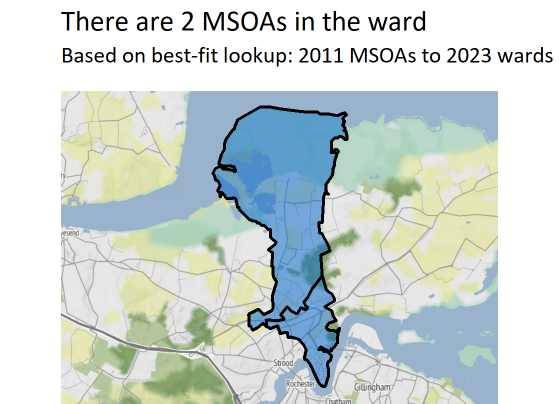 There are 2 MSOAs in the ward
Based on best-fit lookup: 2011 MSOAs to 2023 wards
Strood
Rochester
Gillingham
Chatham